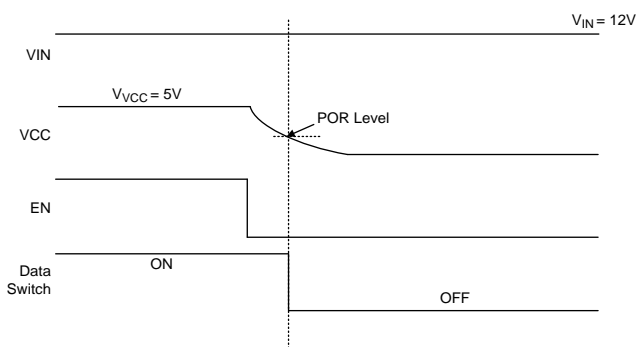 V_IN = 12V
VIN
V_VCC = 5V
POR Level
VCC
EN
ON
Data
Switch
OFF